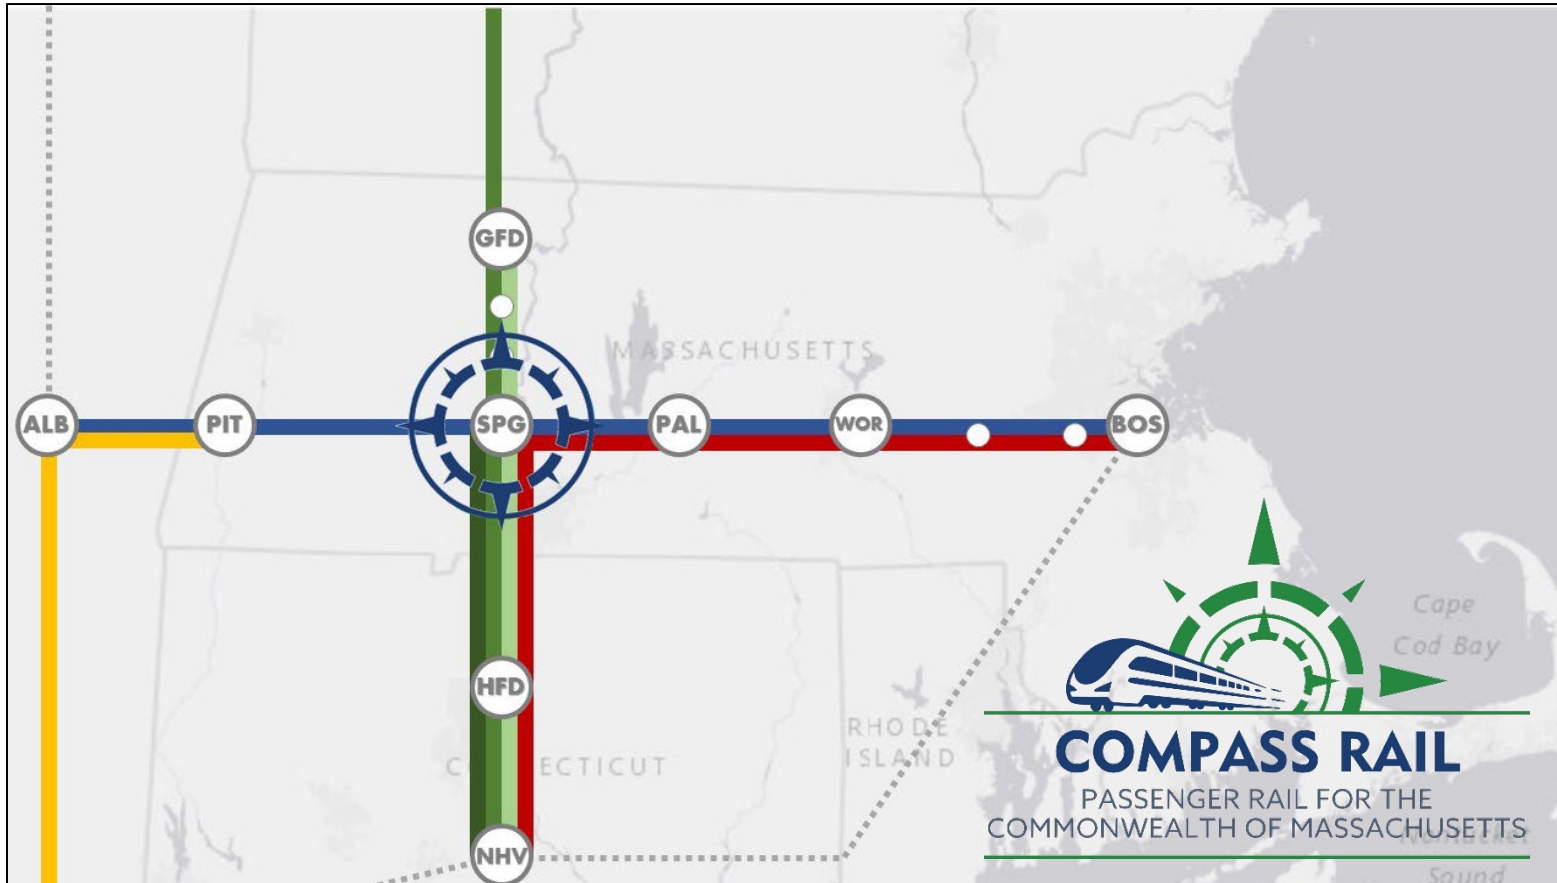 GFD
MASSACHUSETTS
ALB
PIT
SPG
PAL
WOR
BOS
Cape
Cod Bay
HFD
RHODE
ISLAND
COMPASS RAIL
PASSENGER RAIL FOR THE
COMMONWEALTH OF MASSACHUSETTS
NHV
Sound